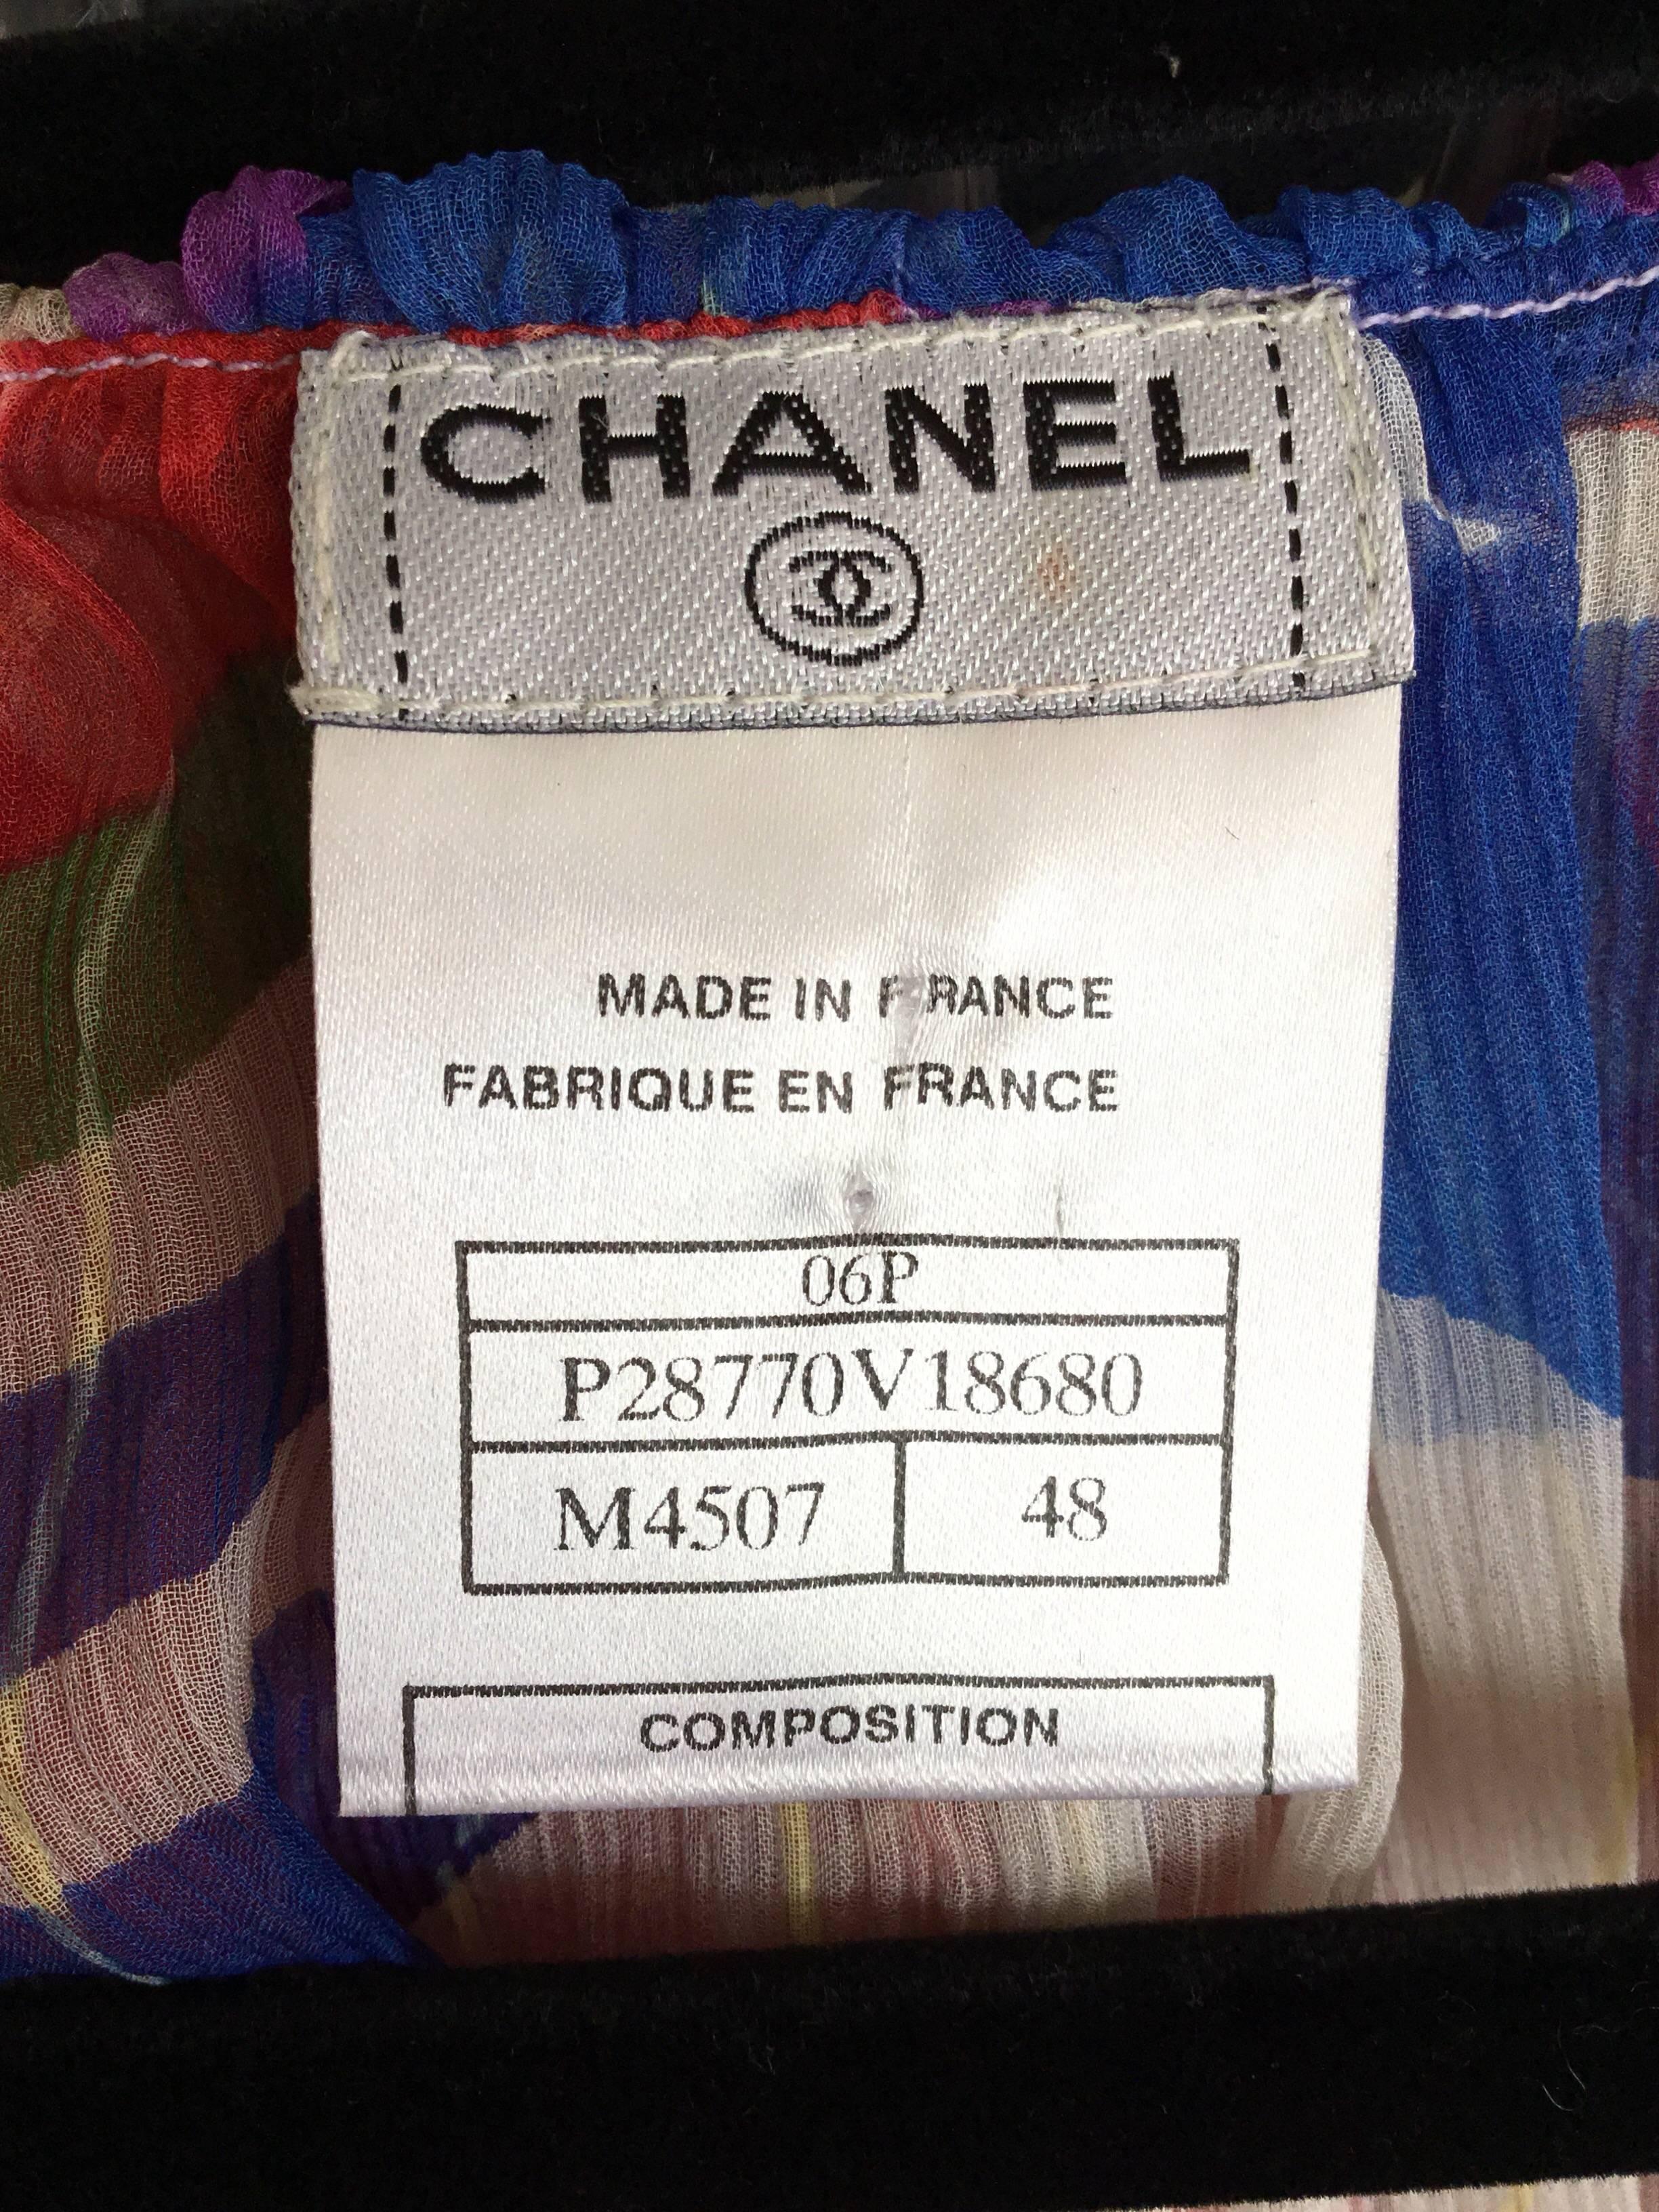 CHANEL
MADE IN FRANCE
FABRIQUE EN FRANCE
06P
P28770V18680
M4507 48
COMPOSITION